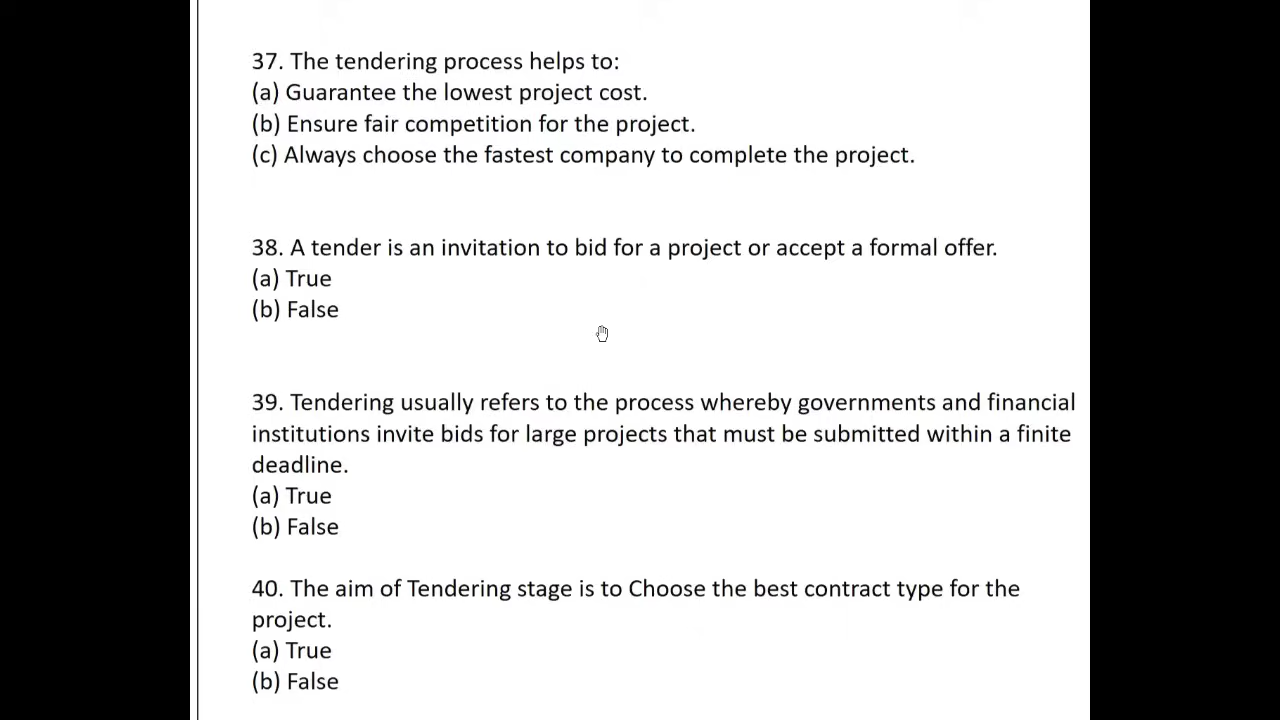 37. The tendering process helps to:
(a) Guarantee the lowest project cost.
(b) Ensure fair competition for the project.
(c) Always choose the fastest company to complete the project.
38. A tender is an invitation to bid for a project or accept a formal offer.
(a) True
(b) False
39. Tendering usually refers to the process whereby governments and financial
institutions invite bids for large projects that must be submitted within a finite
deadline.
(a) True
(b) False
40. The aim of Tendering stage is to Choose the best contract type for the
project.
(a) True
(b) False